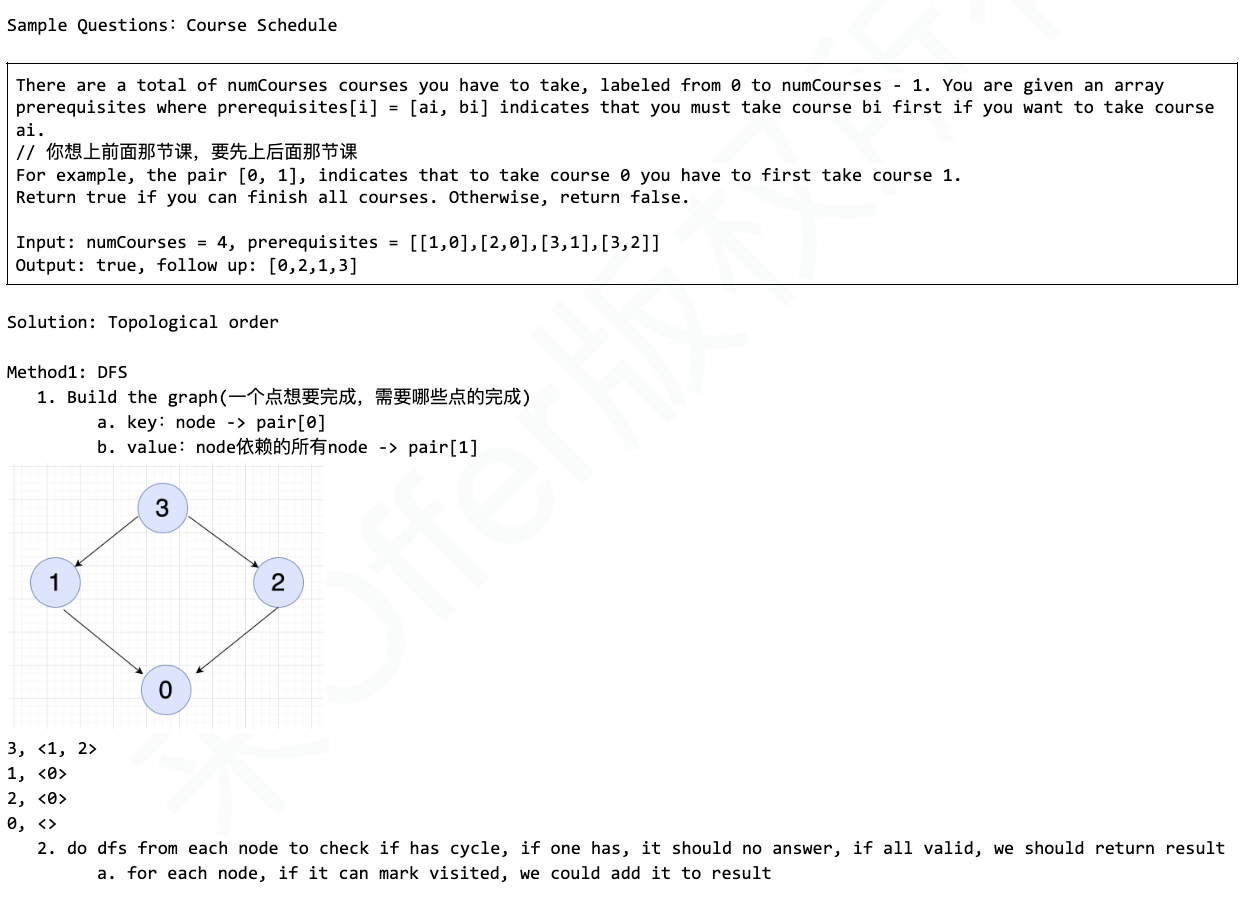 Sample Questions: Course Schedule
There are a total of numCourses courses you have to take, labeled from 0 to numCourses - 1. You are given an array
prerequisites where prerequisites[i] = [ai, bi] indicates that you must take course bi first if you want to take course
ai.
// 你想上前面那节课，要先上后面那节课
For example, the pair [0, 1], indicates that to take course 0 you have to first take course 1.
Return true if you can finish all courses. Otherwise, return false.
Input: numCourses = 4, prerequisites = [[1,0],[2,0],[3,1],[3,2]]
Output: true, follow up: [0,2,1,3]
Solution: Topological order
Method1: DFS
1. Build the graph(一个点想要完成，需要哪些点的完成)
a. key: node -> pair[0]
b. value: node依赖的所有node -> pair[1]
3
1
2
0
3, <1, 2>
1, <0>
2, <0>
0, <>
2. do dfs from each node to check if has cycle, if one has, it should no answer, if all valid, we should return result
a. for each node, if it can mark visited, we could add it to result
来Offer版权所有